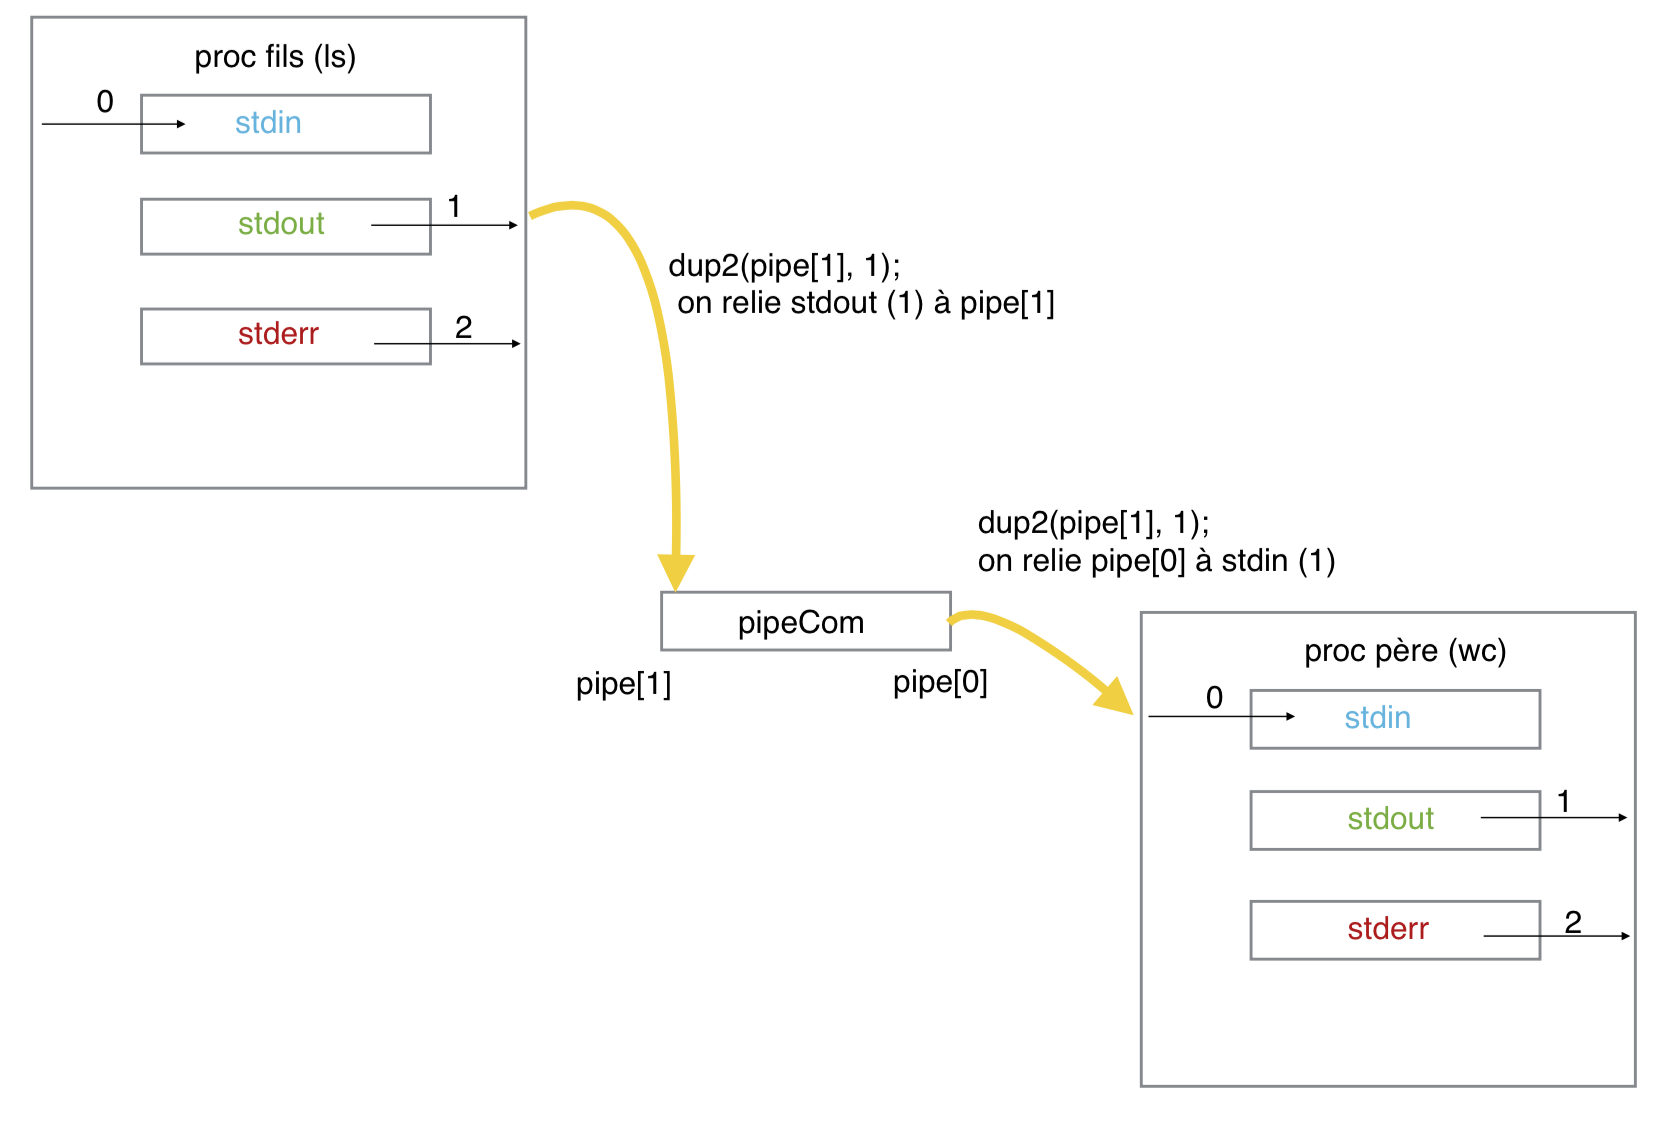 proc fils (ls)
0
stdin
stdout
1
stderr
2
dup2(pipe[1], 1);
on relie stdout (1) à pipe[1]
dup2(pipe[1], 1);
on relie pipe[0] à stdin (1)
pipeCom
pipe[1]
pipe[0]
proc père (wc)
0
stdin
stdout
1
stderr
2